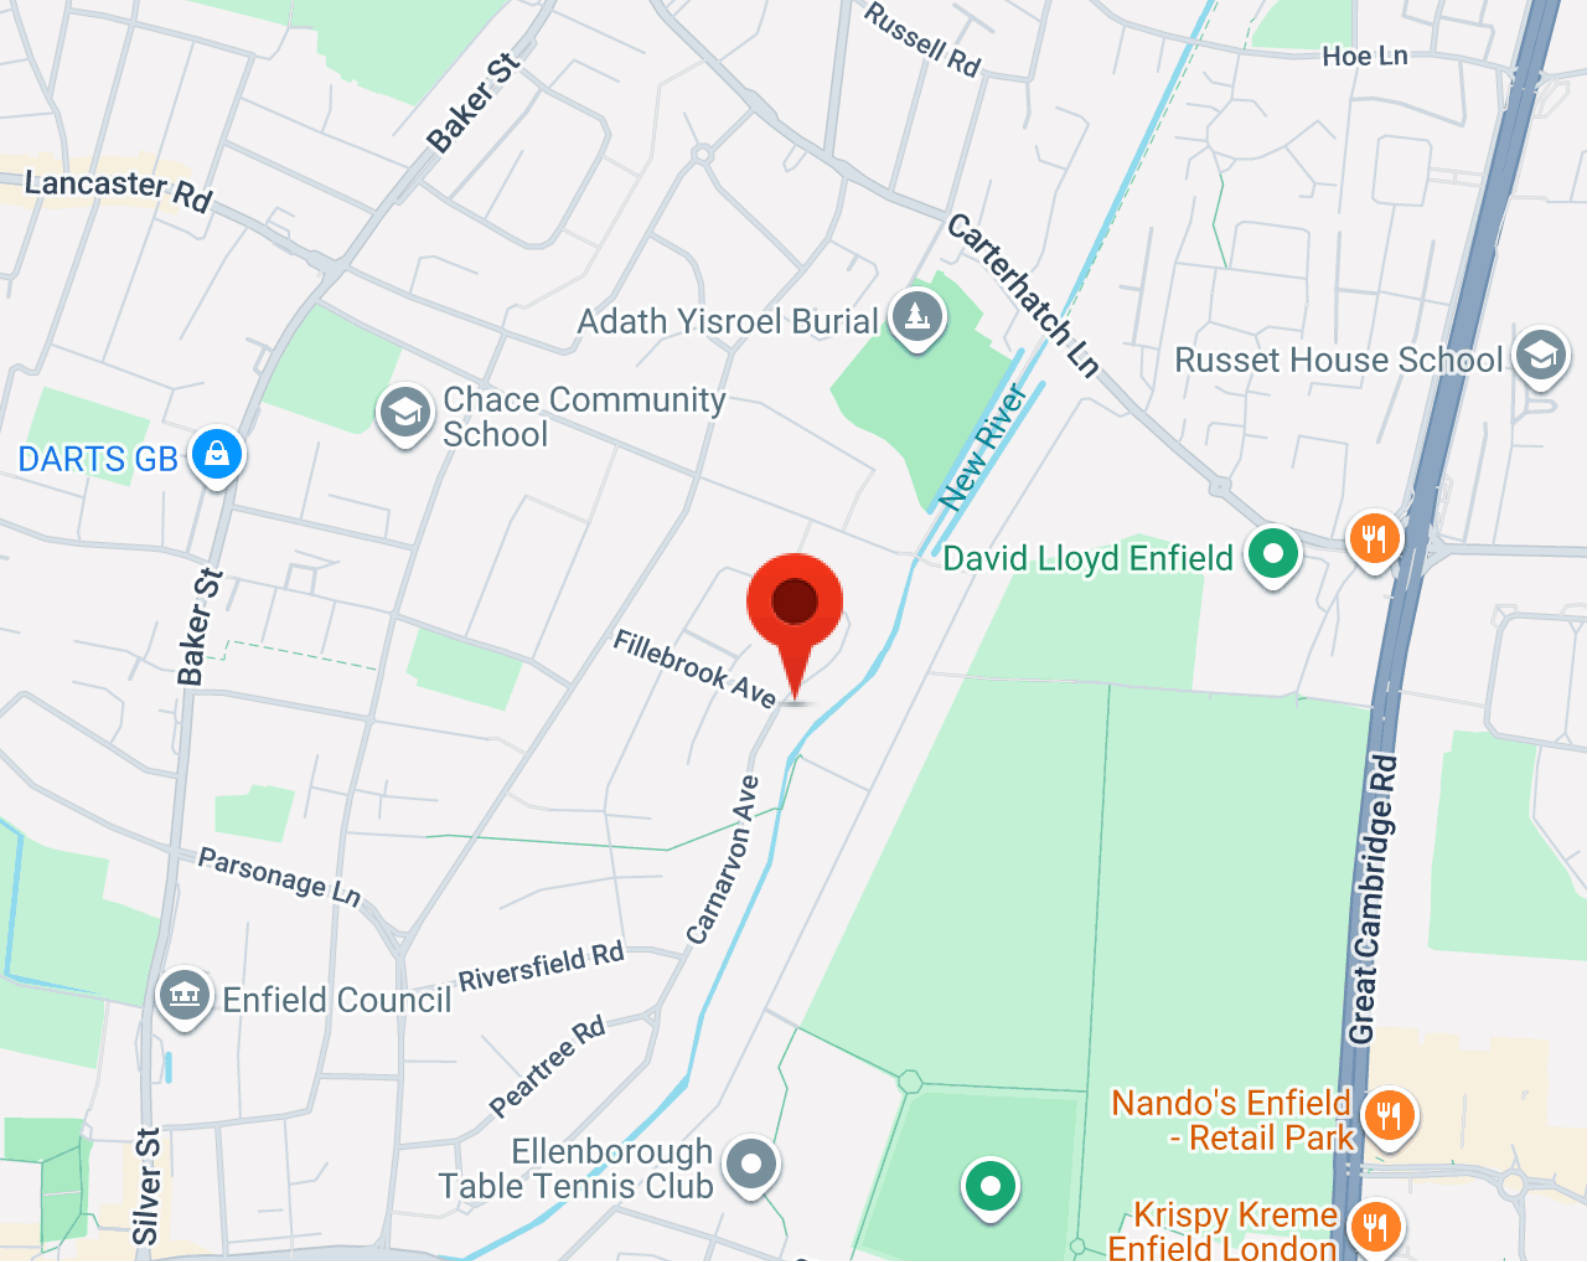 Russell Rd
Hoe Ln
Baker St
Lancaster Rd
Carterhatch Ln
Adath Yisroel Burial
Russet House School
Chace Community
School
New River
DARTS GB
David Lloyd Enfield
Baker St
Fillebrook Ave
Great Cambridge Rd
Carnarvon Ave
Parsonage Ln
Riversfield Rd
Enfield Council
Peartree Rd
Nando's Enfield
- Retail Park
Silver St
Ellenborough
Table Tennis Club
Krispy Kreme
Enfield London